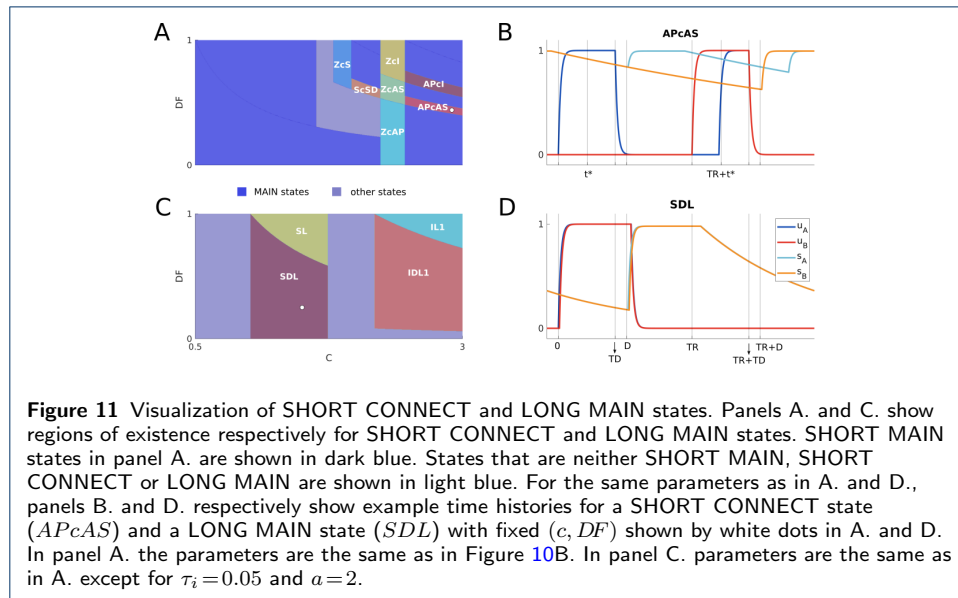 A
B
APcAS
1
DF
0
ZcS
ZcI
ScSD
ZcAS
APcI
APcAS
ZcAP
1
0
t*
TR+t*
MAIN states
other states
C
D
SDL
1
DF
0
SL
SDL
IL1
IDL1
0.5
C
3
1
0
u_A
u_B
s_A
s_B
0
TD
D
TR
TR+TD
TR+D
Figure 11 Visualization of SHORT CONNECT and LONG MAIN states. Panels A. and C. show
regions of existence respectively for SHORT CONNECT and LONG MAIN states. SHORT MAIN
states in panel A. are shown in dark blue. States that are neither SHORT MAIN, SHORT
CONNECT or LONG MAIN are shown in light blue. For the same parameters as in A. and D.,
panels B. and D. respectively show example time histories for a SHORT CONNECT state
(APcAS) and a LONG MAIN state (SDL) with fixed (c, DF) shown by white dots in A. and D.
In panel A. the parameters are the same as in Figure 10B. In panel C. parameters are the same as
in A. except for τi=0.05 and a=2.